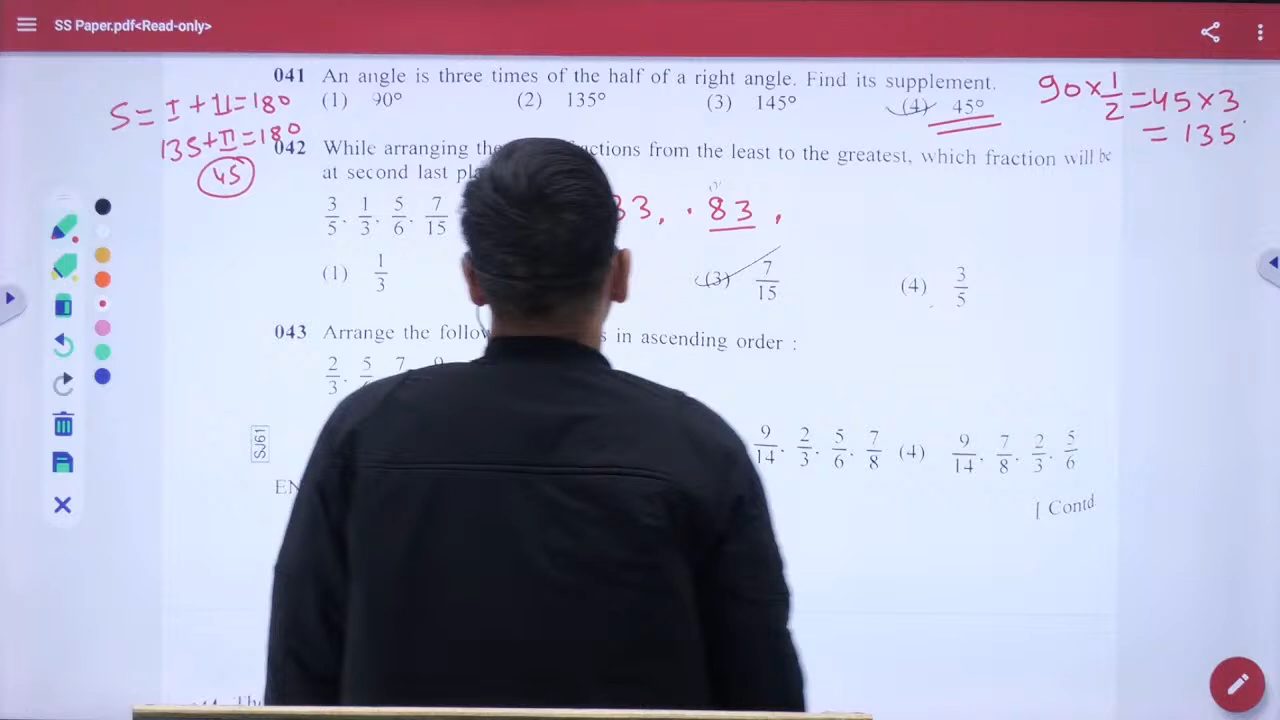 SS Paper.pdf<Read-only>
041 An angle is three times of the half of a right angle. Find its supplement.
(1) 90° (2) 135° (3) 145° (4) 45°
S = I + II = 180
135 + II = 180
45
90 × 1/2 = 45 × 3
= 135
042 While arranging the fractions from the least to the greatest, which fraction will be
at second last
3/5, 1/3, 5/6, 7/15
33, .83,
(1) 1/3 (3) 7/15 (4) 3/5
043 Arrange the in ascending order :
2/3, 5
9/14, 2/3, 5/6, 7/8 (4) 9/14, 7/8, 2/3, 5/6
SJ61
[ Contd